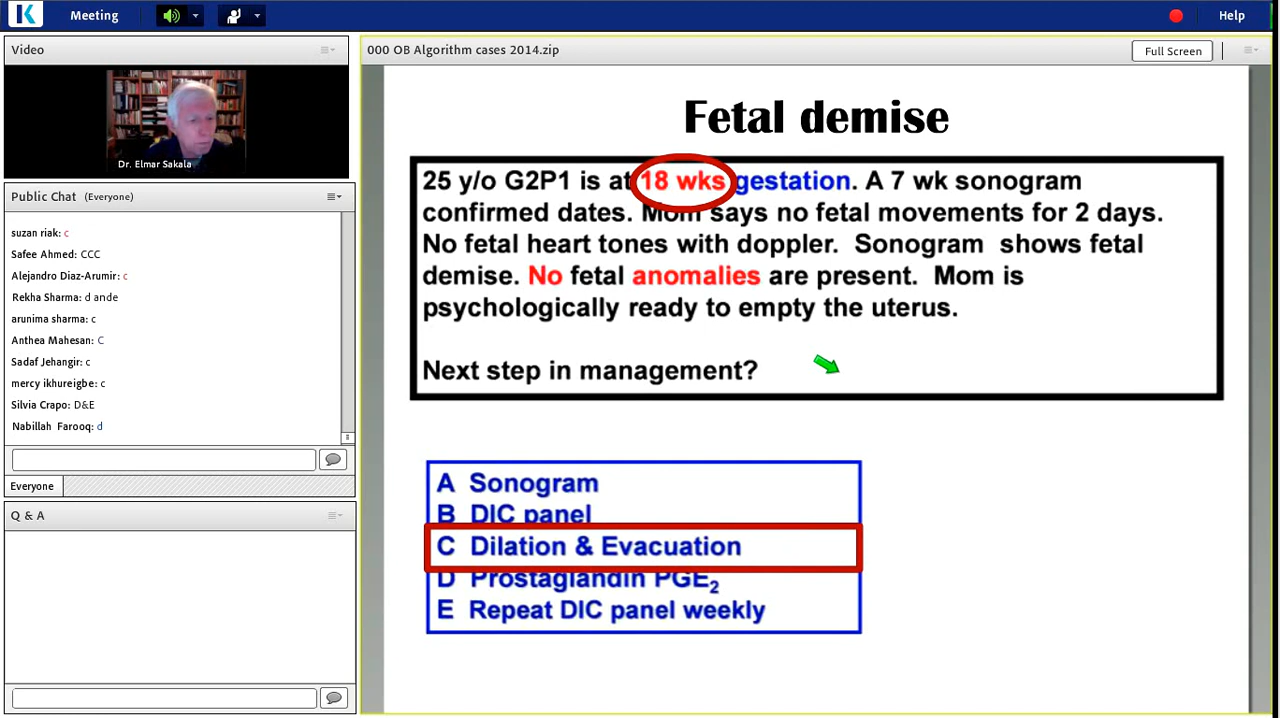 Meeting
Help
Video
Dr. Elmar Sakala
Public Chat (Everyone)
suzan riak: c
Safee Ahmed: CCC
Alejandro Diaz-Arumir: c
Rekha Sharma: d ande
arunima sharma: c
Anthea Mahesan: C
Sadaf Jehangir: c
mercy ikhureigbe: c
Silvia Crapo: D&E
Nabillah Farooq: d
Everyone
Q & A
000 OB Algorithm cases 2014.zip
Full Screen
Fetal demise
25 y/o G2P1 is at 18 wks gestation. A 7 wk sonogram
confirmed dates. Mom says no fetal movements for 2 days.
No fetal heart tones with doppler. Sonogram shows fetal
demise. No fetal anomalies are present. Mom is
psychologically ready to empty the uterus.
Next step in management?
A Sonogram
B DIC panel
C Dilation & Evacuation
D Prostaglandin PGE2
E Repeat DIC panel weekly